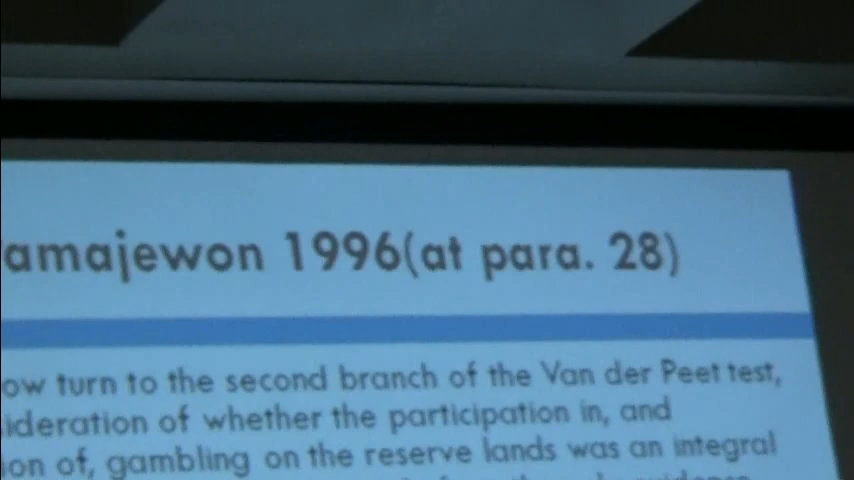 amajewon 1996(at para. 28)
ow turn to the second branch of the Van der Peet test,
ideration of whether the participation in, and
ion of, gambling on the reserve lands was an integral